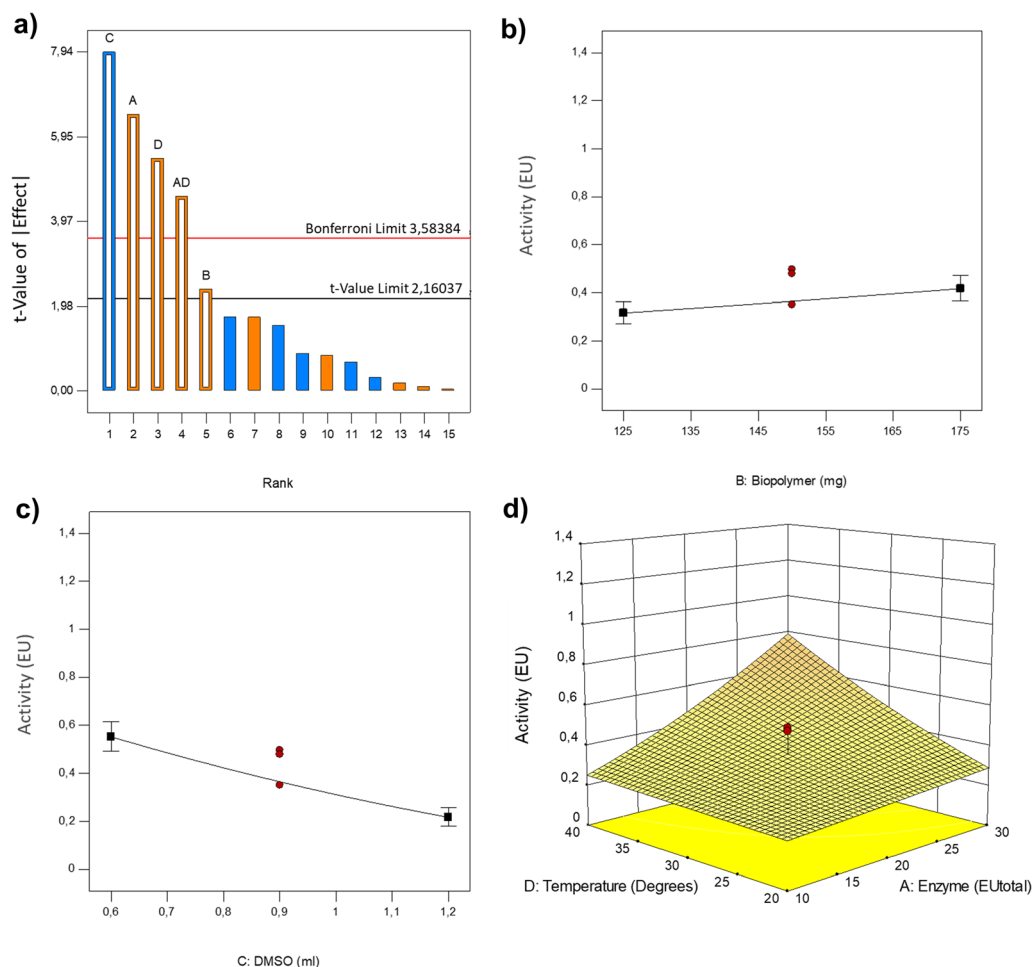 a)
t-Value of |Effect|
7,94
5,95
3,97
1,98
0,00
C
A
D
AD
B
Bonferroni Limit 3,58384
t-Value Limit 2,16037
1 2 3 4 5 6 7 8 9 10 11 12 13 14 15
Rank
b)
Activity (EU)
1,4
1,2
1
0,8
0,6
0,4
0,2
0
125 135 145 155 165 175
B: Biopolymer (mg)
c)
Activity (EU)
1,4
1,2
1
0,8
0,6
0,4
0,2
0
0,6 0,7 0,8 0,9 1 1,1 1,2
C: DMSO (ml)
d)
Activity (EU)
1,4
1,2
1
0,8
0,6
0,4
0,2
0
40 35 30 25 20
D: Temperature (Degrees)
10 15 20 25 30
A: Enzyme (EUtotal)